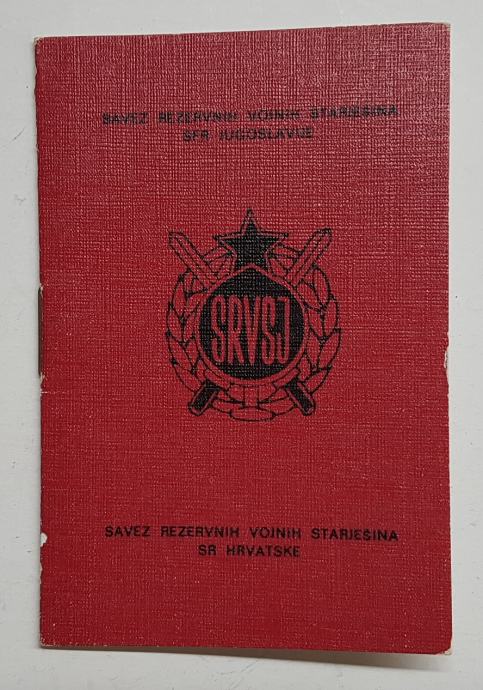 SAVEZ REZERVNIH VOJNIH STARJEŠINA
SFR JUGOSLAVIJE
SRVSJ
SAVEZ REZERVNIH VOJNIH STARJEŠINA
SR HRVATSKE